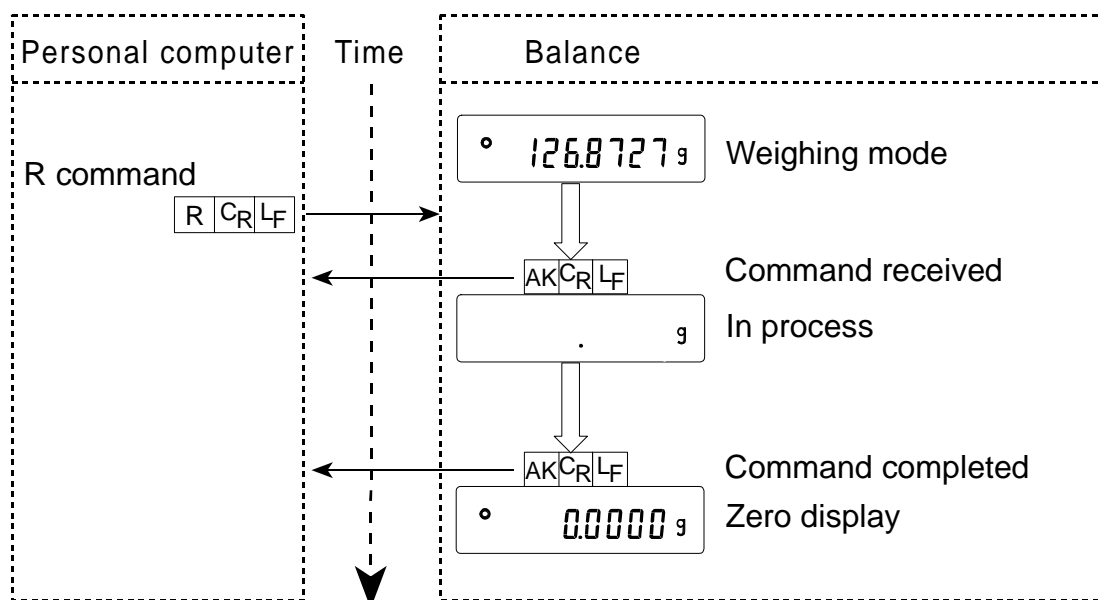 Personal computer Time Balance
126.8727 g Weighing mode
R command
R CR LF
AK CR LF Command received
. g In process
AK CR LF Command completed
0.0000 g Zero display